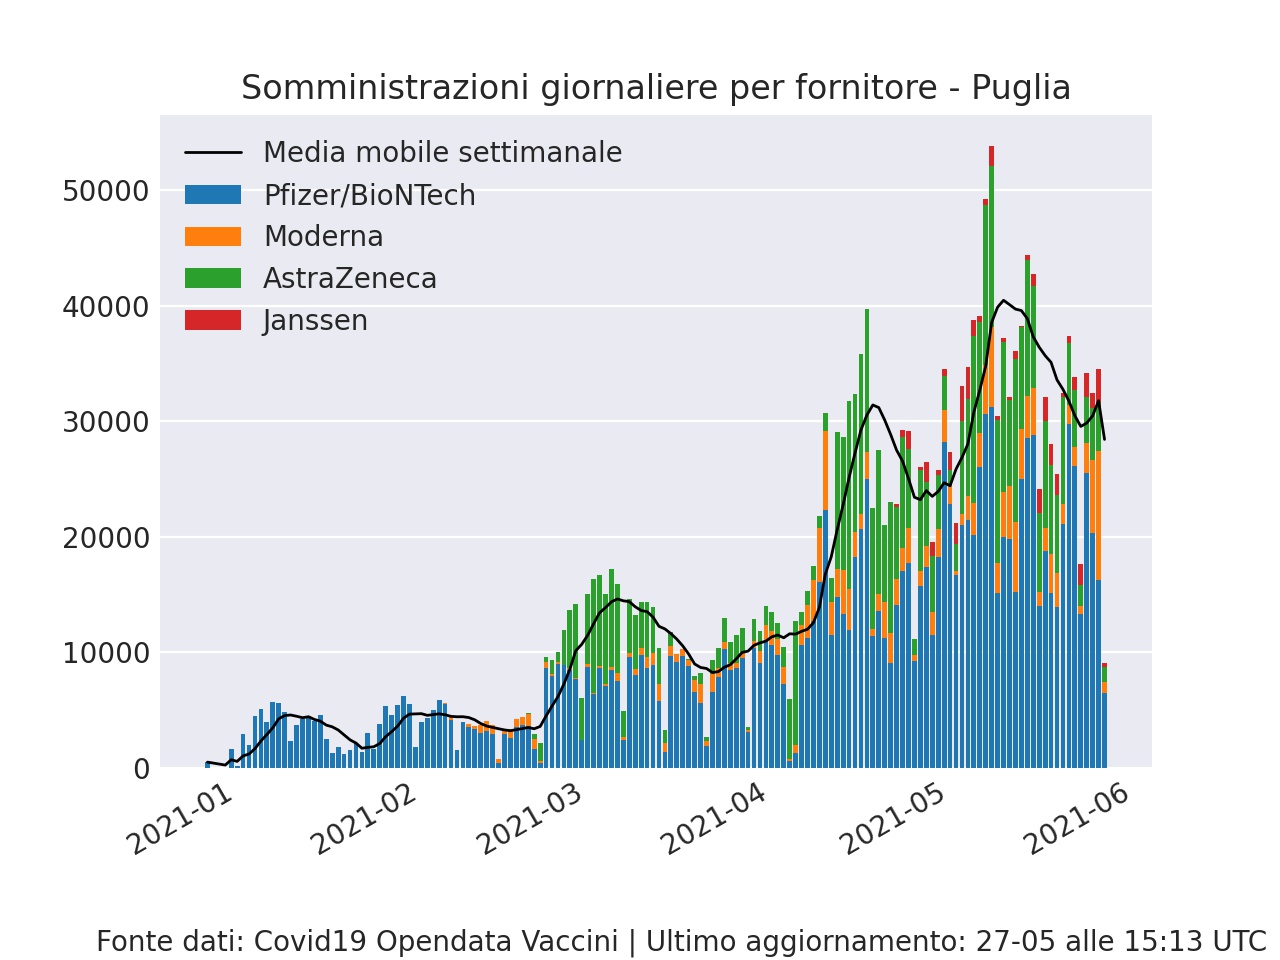 Somministrazioni giornaliere per fornitore - Puglia
Media mobile settimanale
Pfizer/BioNTech
Moderna
AstraZeneca
Janssen
50000
40000
30000
20000
10000
0
2021-01
2021-02
2021-03
2021-04
2021-05
2021-06
Fonte dati: Covid19 Opendata Vaccini | Ultimo aggiornamento: 27-05 alle 15:13 UTC